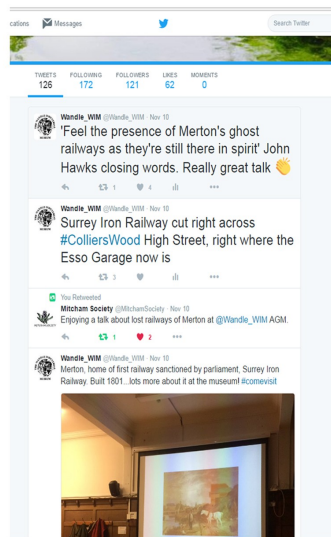 cations Messages Search Twitter
TWEETS FOLLOWING FOLLOWERS LIKES MOMENTS
126 172 121 62 0
Wandle_WIM @Wandle_WIM · Nov 10
'Feel the presence of Merton's ghost
railways as they're still there in spirit' John
Hawks closing words. Really great talk 👏
1 4
Wandle_WIM @Wandle_WIM · Nov 10
Surrey Iron Railway cut right across
#ColliersWood High Street, right where the
Esso Garage now is
3
You Retweeted
Mitcham Society @MitchamSociety · Nov 10
Enjoying a talk about lost railways of Merton at @Wandle_WIM AGM.
1 2
Wandle_WIM @Wandle_WIM · Nov 10
Merton, home of first railway sanctioned by parliament, Surrey Iron
Railway. Built 1801...lots more about it at the museum! #comevisit